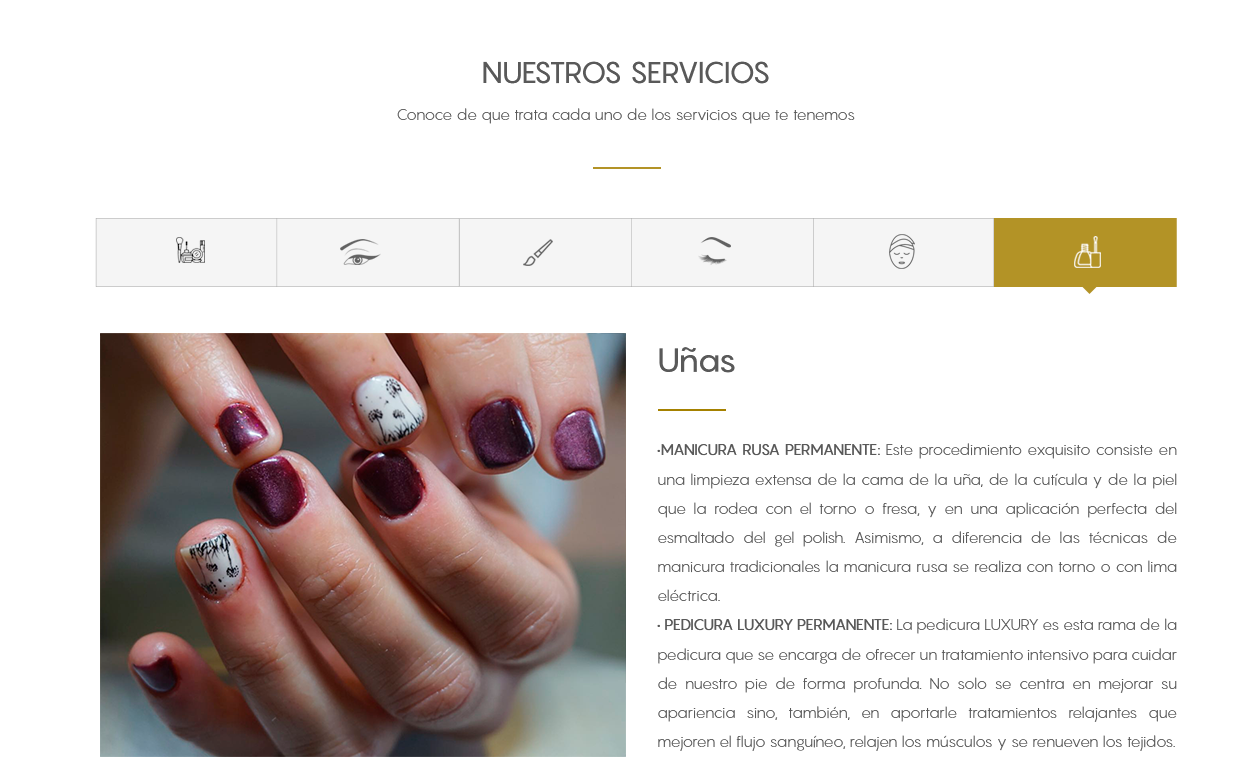 NUESTROS SERVICIOS
Conoce de que trata cada uno de los servicios que te tenemos
Uñas
•MANICURA RUSA PERMANENTE: Este procedimiento exquisito consiste en
una limpieza extensa de la cama de la uña, de la cutícula y de la piel
que la rodea con el torno o fresa, y en una aplicación perfecta del
esmaltado del gel polish. Asimismo, a diferencia de las técnicas de
manicura tradicionales la manicura rusa se realiza con torno o con lima
eléctrica.
• PEDICURA LUXURY PERMANENTE: La pedicura LUXURY es esta rama de la
pedicura que se encarga de ofrecer un tratamiento intensivo para cuidar
de nuestro pie de forma profunda. No solo se centra en mejorar su
apariencia sino, también, en aportarle tratamientos relajantes que
mejoren el flujo sanguíneo, relajen los músculos y se renueven los tejidos.